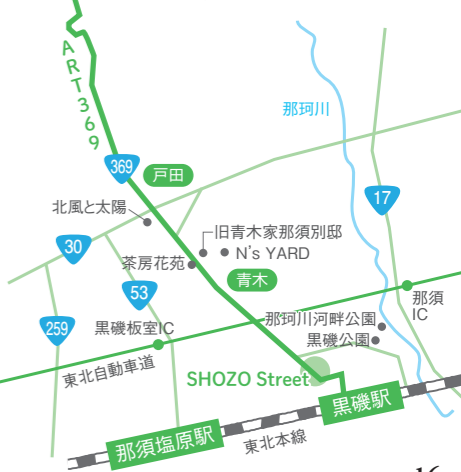 ART369
那珂川
369
戸田
17
北風と太陽
旧青木家那須別邸
30
N's YARD
茶房花苑
青木
53
那須
IC
259
黒磯板室IC
那珂川河畔公園
黒磯公園
東北自動車道
SHOZO Street
黒磯駅
那須塩原駅
東北本線